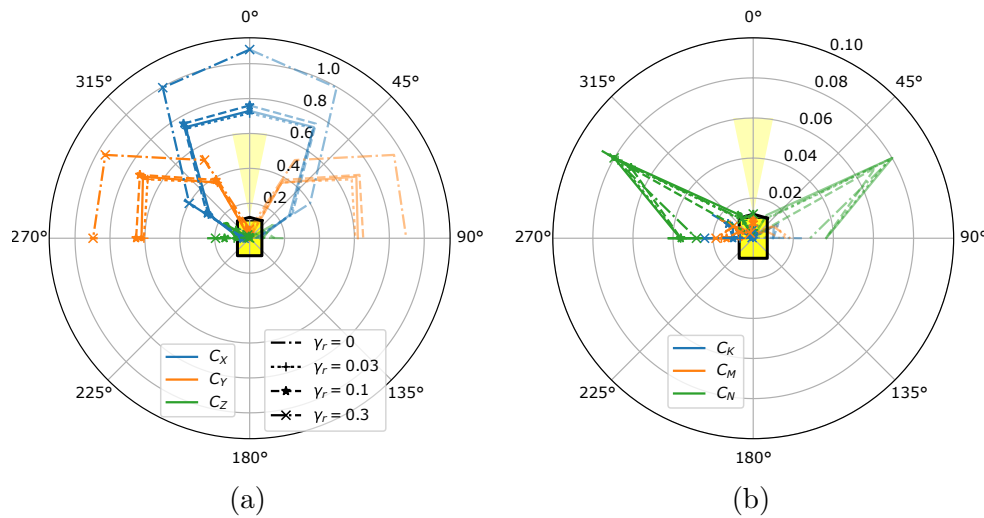 0°
0°
315°
45°
315°
45°
1.0
0.10
0.8
0.08
0.6
0.06
0.4
0.04
0.2
0.02
270°
90°
270°
90°
C_X
C_Y
C_Z
γ_r = 0
γ_r = 0.03
γ_r = 0.1
γ_r = 0.3
C_K
C_M
C_N
225°
135°
225°
135°
180°
180°
(a)
(b)